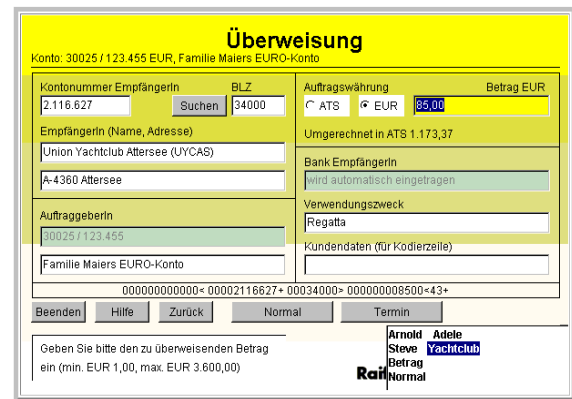 Überweisung
Konto: 30025 / 123.455 EUR, Familie Maiers EURO-Konto
Kontonummer EmpfängerIn BLZ
2.116.627 Suchen 34000
EmpfängerIn (Name, Adresse)
Union Yachtclub Attersee (UYCAS)
A-4360 Attersee
AuftraggeberIn
30025 / 123.455
Familie Maiers EURO-Konto
Auftragswährung Betrag EUR
ATS EUR 85,00
Umgerechnet in ATS 1.173,37
Bank EmpfängerIn
wird automatisch eingetragen
Verwendungszweck
Regatta
Kundendaten (für Kodierzeile)
000000000000< 00002116627+ 00034000> 000000008500<43+
Beenden Hilfe Zurück Normal Termin
Geben Sie bitte den zu überweisenden Betrag
ein (min. EUR 1,00, max. EUR 3.600,00)
Arnold Adele
Steve Yachtclub
Betrag
Normal